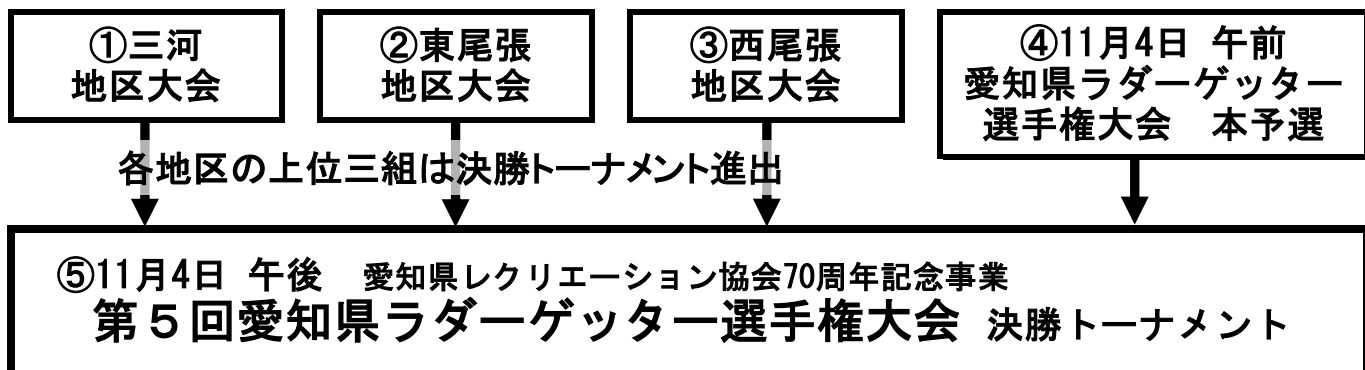 ①三河
地区大会
②東尾張
地区大会
③西尾張
地区大会
④11月4日 午前
愛知県ラダーゲッター
選手権大会　本予選
各地区の上位三組は決勝トーナメント進出
⑤11月4日 午後　愛知県レクリエーション協会70周年記念事業
第５回愛知県ラダーゲッター選手権大会 決勝トーナメント